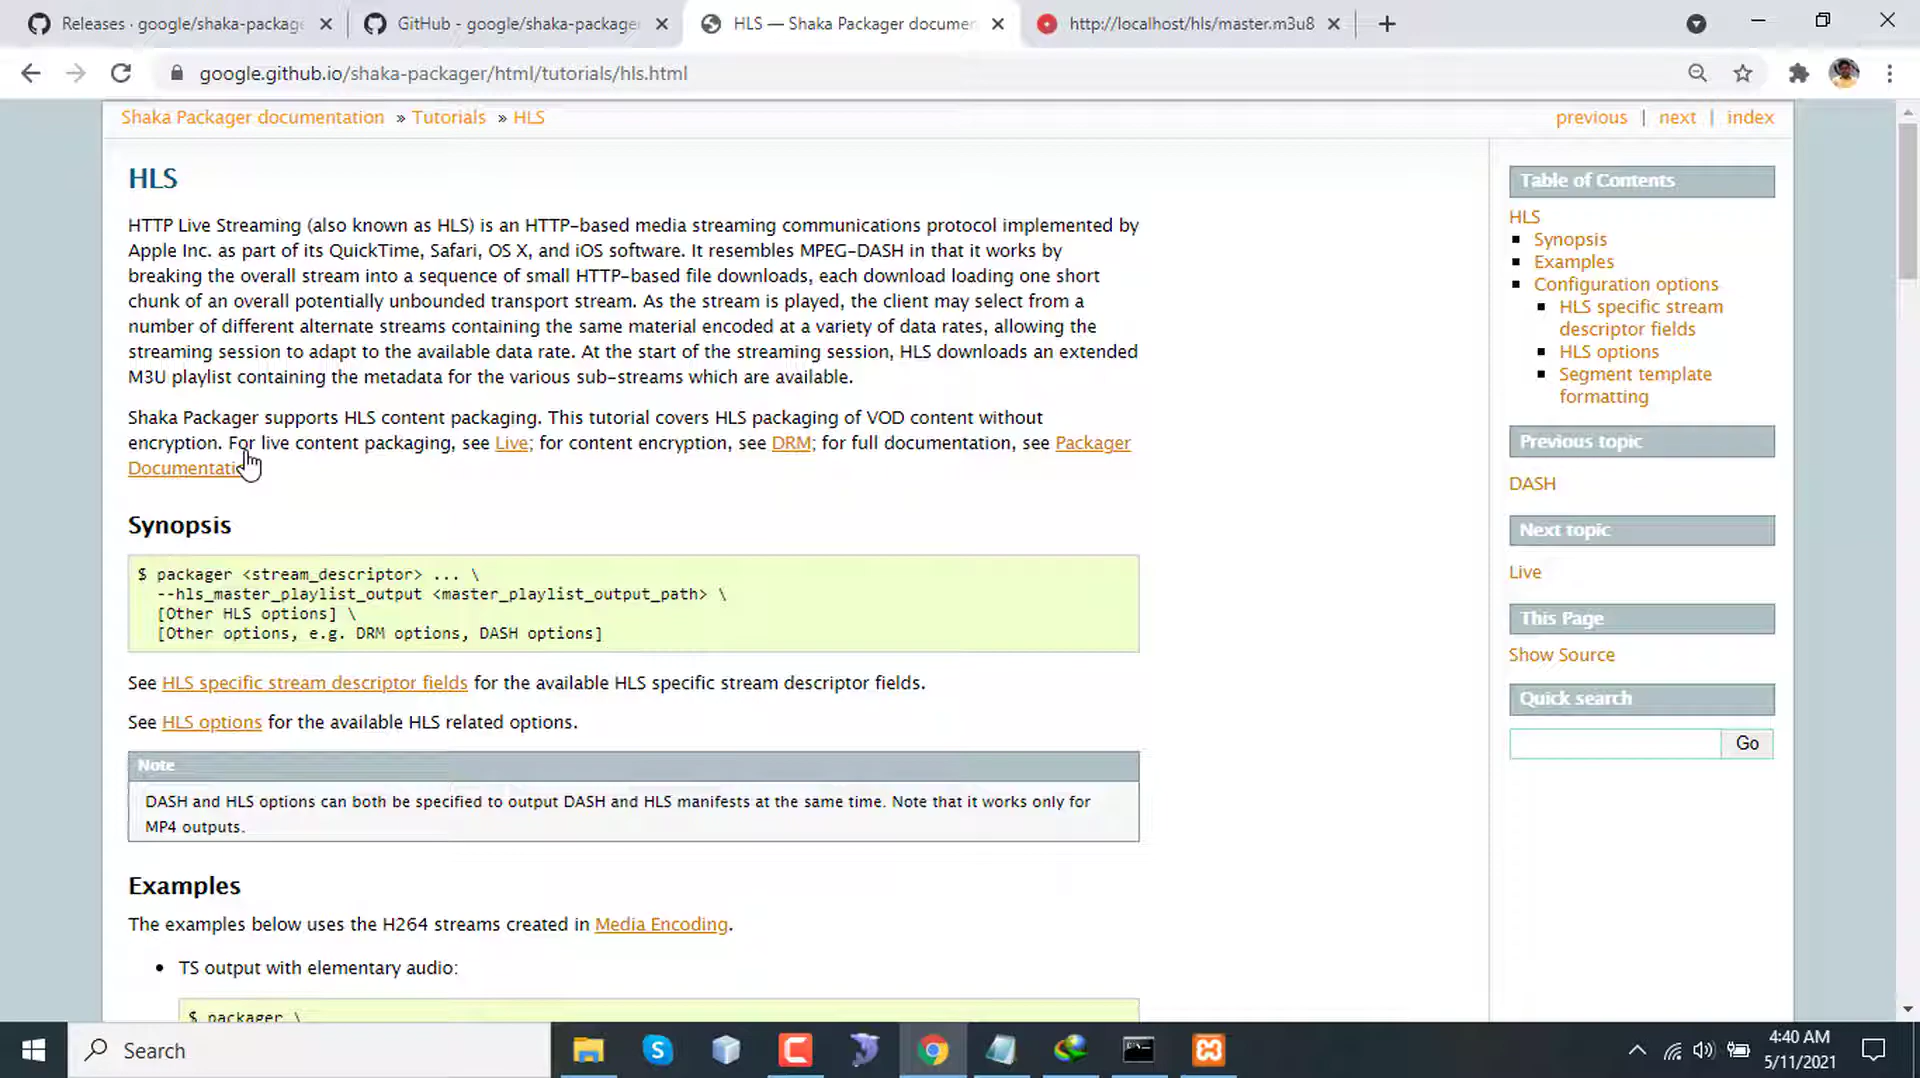 Releases · google/shaka-package
GitHub - google/shaka-packager
HLS — Shaka Packager documen
http://localhost/hls/master.m3u8
google.github.io/shaka-packager/html/tutorials/hls.html
Shaka Packager documentation » Tutorials » HLS
previous | next | index
HLS
HTTP Live Streaming (also known as HLS) is an HTTP-based media streaming communications protocol implemented by
Apple Inc. as part of its QuickTime, Safari, OS X, and iOS software. It resembles MPEG-DASH in that it works by
breaking the overall stream into a sequence of small HTTP-based file downloads, each download loading one short
chunk of an overall potentially unbounded transport stream. As the stream is played, the client may select from a
number of different alternate streams containing the same material encoded at a variety of data rates, allowing the
streaming session to adapt to the available data rate. At the start of the streaming session, HLS downloads an extended
M3U playlist containing the metadata for the various sub-streams which are available.
Shaka Packager supports HLS content packaging. This tutorial covers HLS packaging of VOD content without
encryption. For live content packaging, see Live; for content encryption, see DRM; for full documentation, see Packager
Documentati
Synopsis
$ packager <stream_descriptor> ... \
--hls_master_playlist_output <master_playlist_output_path> \
[Other HLS options] \
[Other options, e.g. DRM options, DASH options]
See HLS specific stream descriptor fields for the available HLS specific stream descriptor fields.
See HLS options for the available HLS related options.
Note
DASH and HLS options can both be specified to output DASH and HLS manifests at the same time. Note that it works only for
MP4 outputs.
Examples
The examples below uses the H264 streams created in Media Encoding.
• TS output with elementary audio:
$ packager \
Table of Contents
HLS
Synopsis
Examples
Configuration options
HLS specific stream
descriptor fields
HLS options
Segment template
formatting
Previous topic
DASH
Next topic
Live
This Page
Show Source
Quick search
Go
Search
4:40 AM
5/11/2021